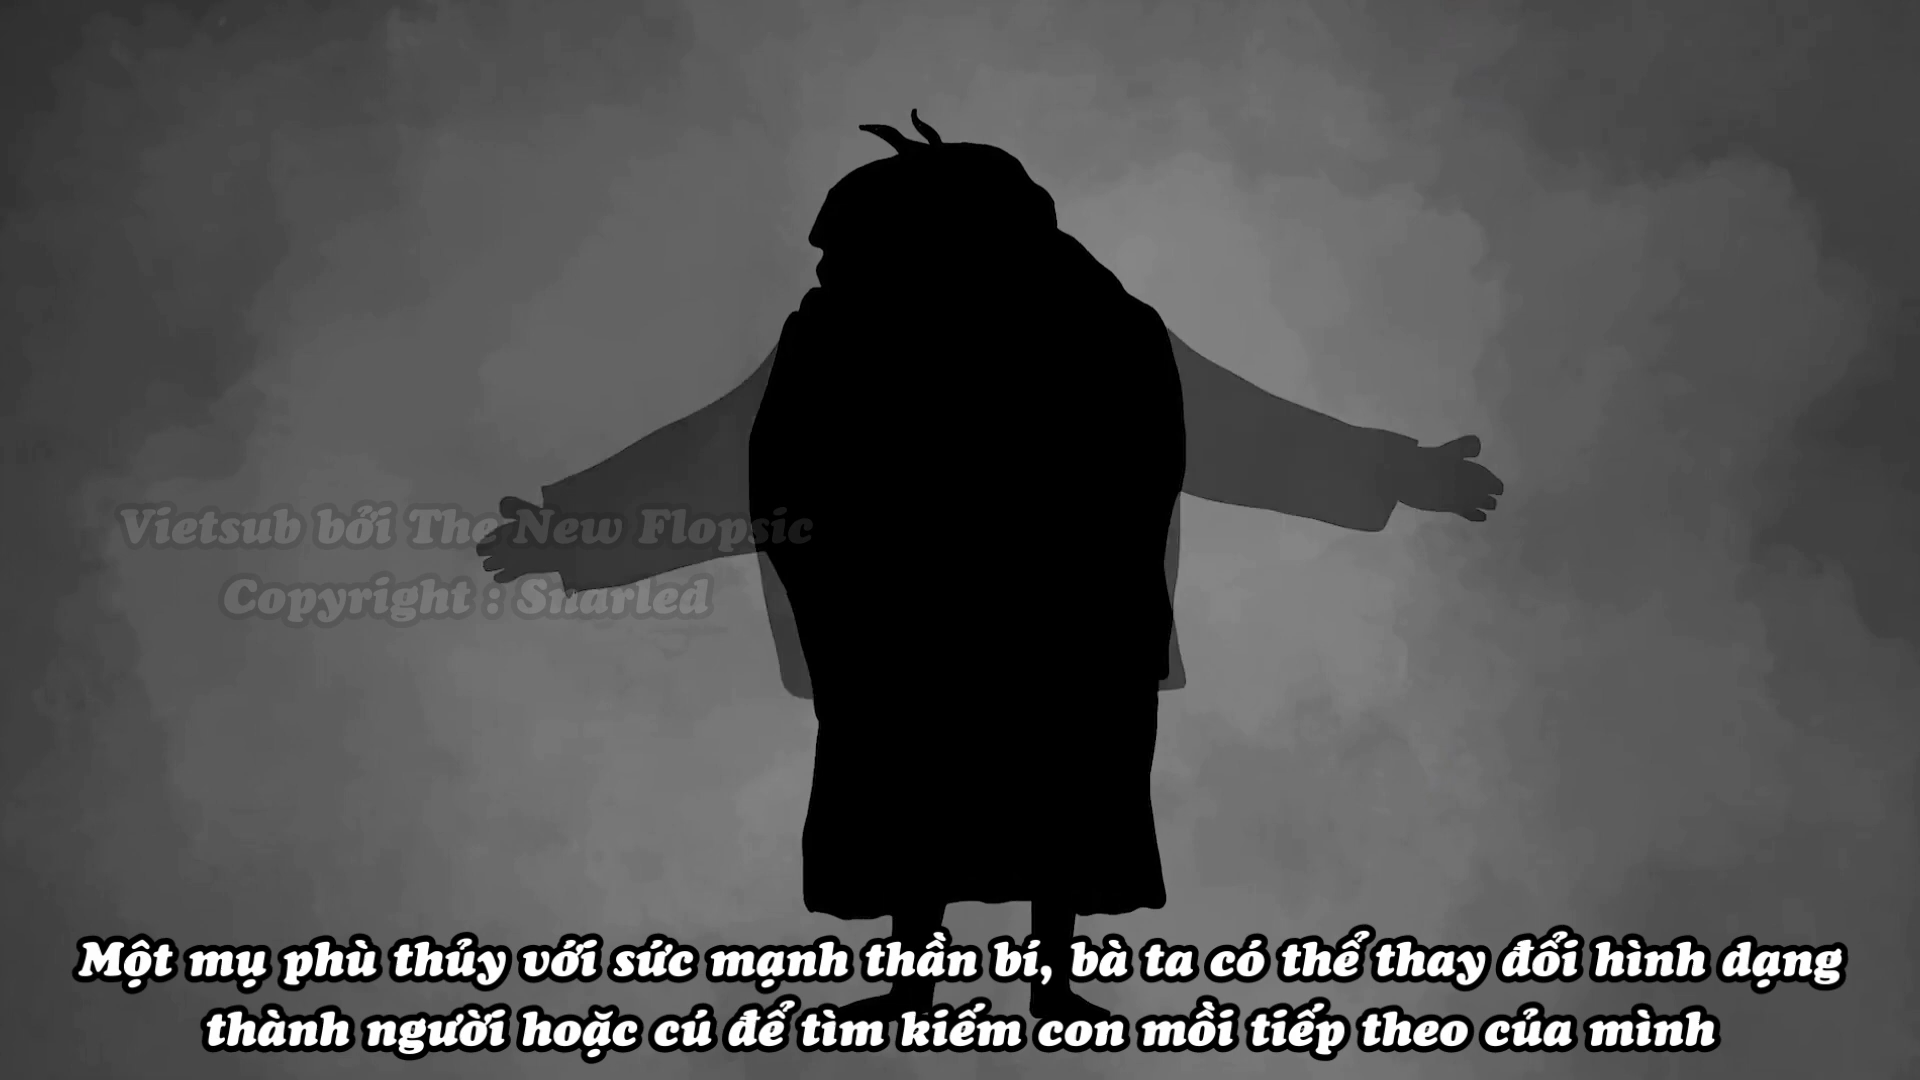 Vietsub bởi The New Flopsic
Copyright : Snarled
Một mụ phù thủy với sức mạnh thần bí, bà ta có thể thay đổi hình dạng
thành người hoặc cú để tìm kiếm con mồi tiếp theo của mình